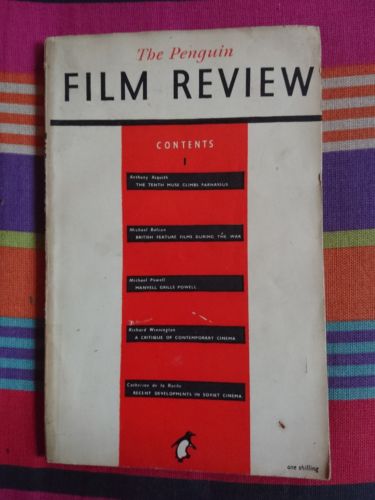 The Penguin
FILM REVIEW
CONTENTS
1
Anthony Asquith
THE TENTH MUSE CLIMBS PARNASSUS
Michael Balcon
BRITISH FEATURE FILMS DURING THE WAR
Michael Powell
MANVELL GRILLS POWELL
Richard Winnington
A CRITIQUE OF CONTEMPORARY CINEMA
Catherine de la Roche
RECENT DEVELOPMENTS IN SOVIET CINEMA
one shilling